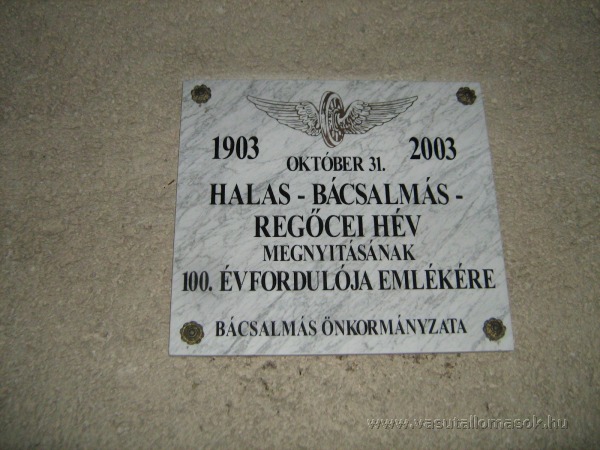 1903 2003
OKTÓBER 31.
HALAS - BÁCSALMÁS -
REGŐCEI HÉV
MEGNYITÁSÁNAK
100. ÉVFORDULÓJA EMLÉKÉRE
BÁCSALMÁS ÖNKORMÁNYZATA
www.vasutallomasok.hu